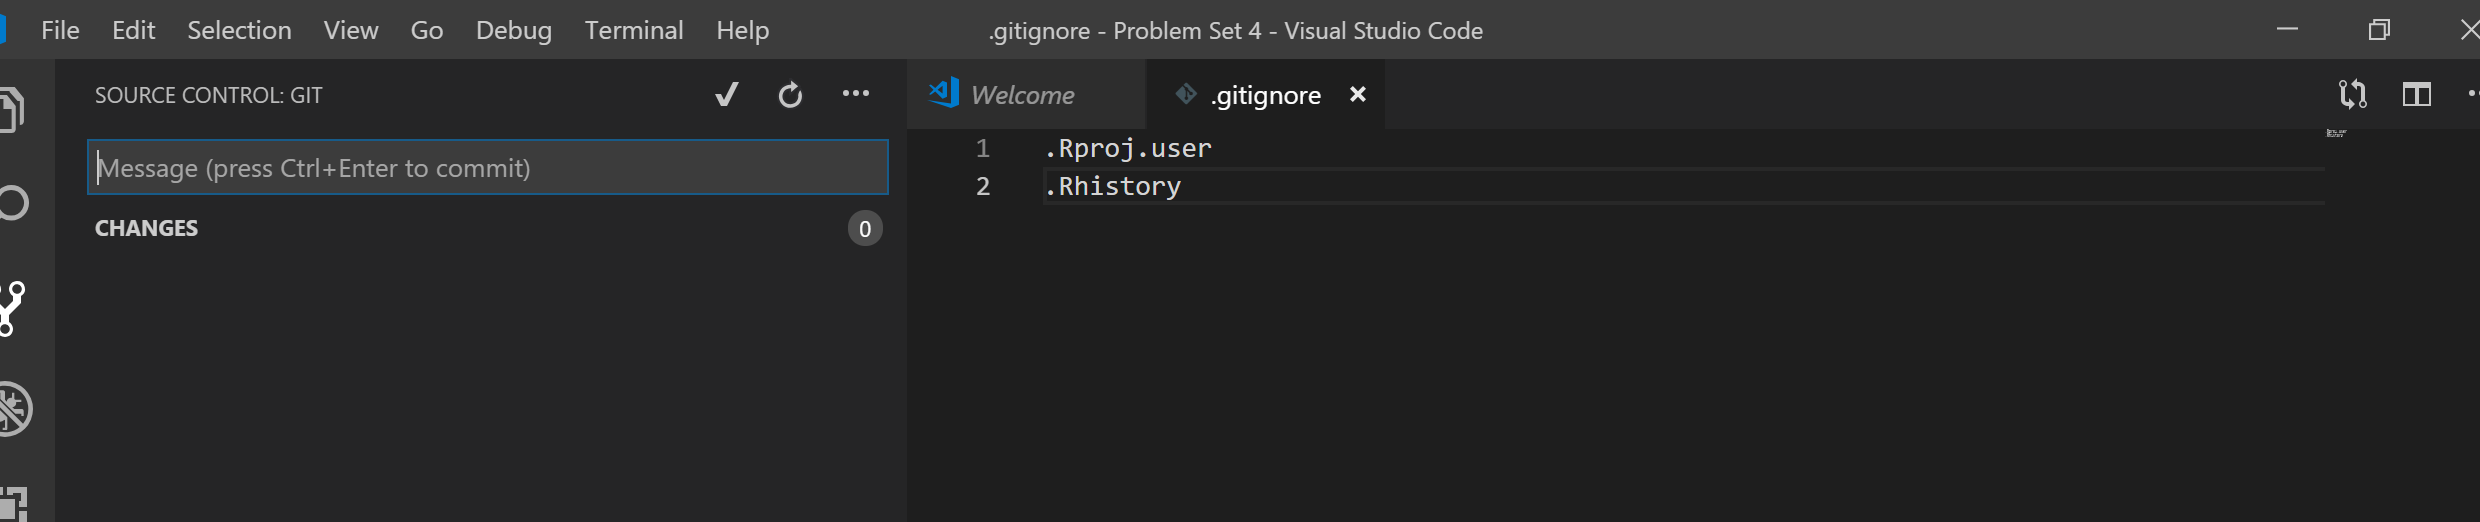 File Edit Selection View Go Debug Terminal Help
.gitignore - Problem Set 4 - Visual Studio Code
SOURCE CONTROL: GIT
Message (press Ctrl+Enter to commit)
CHANGES 0
Welcome .gitignore
1 .Rproj.user
2 .Rhistory